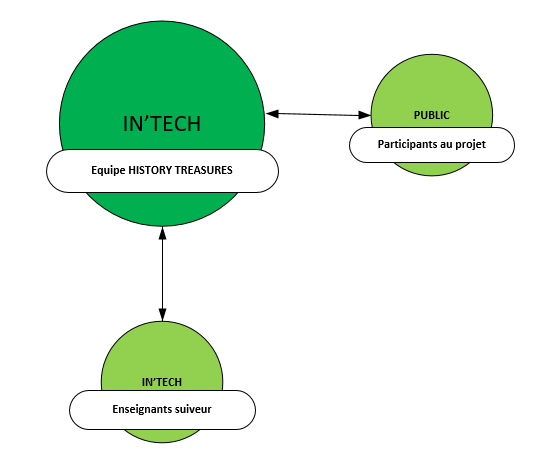 IN’TECH
Equipe HISTORY TREASURES
PUBLIC
Participants au projet
IN’TECH
Enseignants suiveur